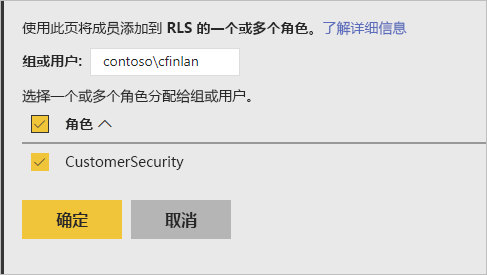 使用此页将成员添加到 RLS 的一个或多个角色。了解详细信息
组或用户: contoso\cfinlan
选择一个或多个角色分配给组或用户。
角色
CustomerSecurity
确定 取消